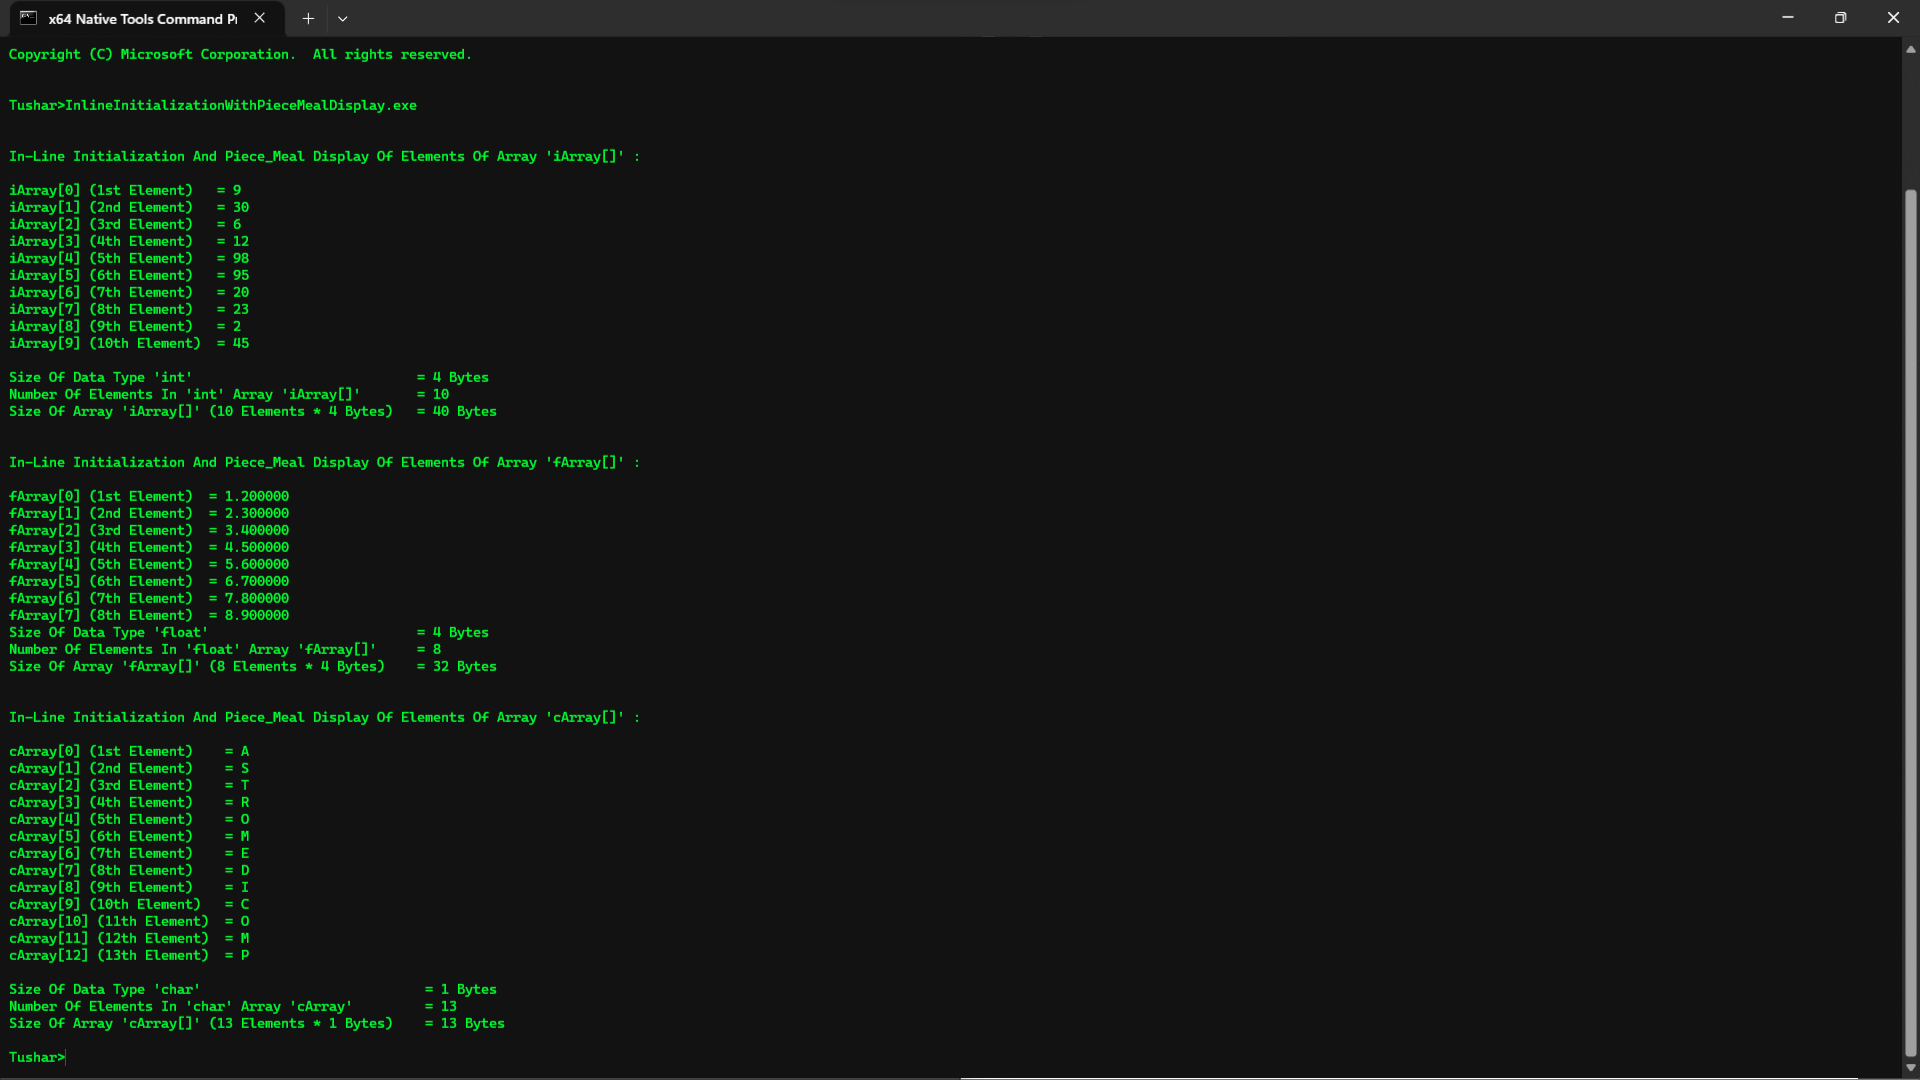 x64 Native Tools Command P
Copyright (C) Microsoft Corporation.  All rights reserved.
Tushar>InlineInitializationWithPieceMealDisplay.exe
In-Line Initialization And Piece_Meal Display Of Elements Of Array 'iArray[]' :
iArray[0] (1st Element)   = 9
iArray[1] (2nd Element)   = 30
iArray[2] (3rd Element)   = 6
iArray[3] (4th Element)   = 12
iArray[4] (5th Element)   = 98
iArray[5] (6th Element)   = 95
iArray[6] (7th Element)   = 20
iArray[7] (8th Element)   = 23
iArray[8] (9th Element)   = 2
iArray[9] (10th Element)  = 45
Size Of Data Type 'int'                            = 4 Bytes
Number Of Elements In 'int' Array 'iArray[]'       = 10
Size Of Array 'iArray[]' (10 Elements * 4 Bytes)   = 40 Bytes
In-Line Initialization And Piece_Meal Display Of Elements Of Array 'fArray[]' :
fArray[0] (1st Element)  = 1.200000
fArray[1] (2nd Element)  = 2.300000
fArray[2] (3rd Element)  = 3.400000
fArray[3] (4th Element)  = 4.500000
fArray[4] (5th Element)  = 5.600000
fArray[5] (6th Element)  = 6.700000
fArray[6] (7th Element)  = 7.800000
fArray[7] (8th Element)  = 8.900000
Size Of Data Type 'float'                          = 4 Bytes
Number Of Elements In 'float' Array 'fArray[]'     = 8
Size Of Array 'fArray[]' (8 Elements * 4 Bytes)    = 32 Bytes
In-Line Initialization And Piece_Meal Display Of Elements Of Array 'cArray[]' :
cArray[0] (1st Element)    = A
cArray[1] (2nd Element)    = S
cArray[2] (3rd Element)    = T
cArray[3] (4th Element)    = R
cArray[4] (5th Element)    = O
cArray[5] (6th Element)    = M
cArray[6] (7th Element)    = E
cArray[7] (8th Element)    = D
cArray[8] (9th Element)    = I
cArray[9] (10th Element)   = C
cArray[10] (11th Element)  = O
cArray[11] (12th Element)  = M
cArray[12] (13th Element)  = P
Size Of Data Type 'char'                            = 1 Bytes
Number Of Elements In 'char' Array 'cArray'         = 13
Size Of Array 'cArray[]' (13 Elements * 1 Bytes)    = 13 Bytes
Tushar>